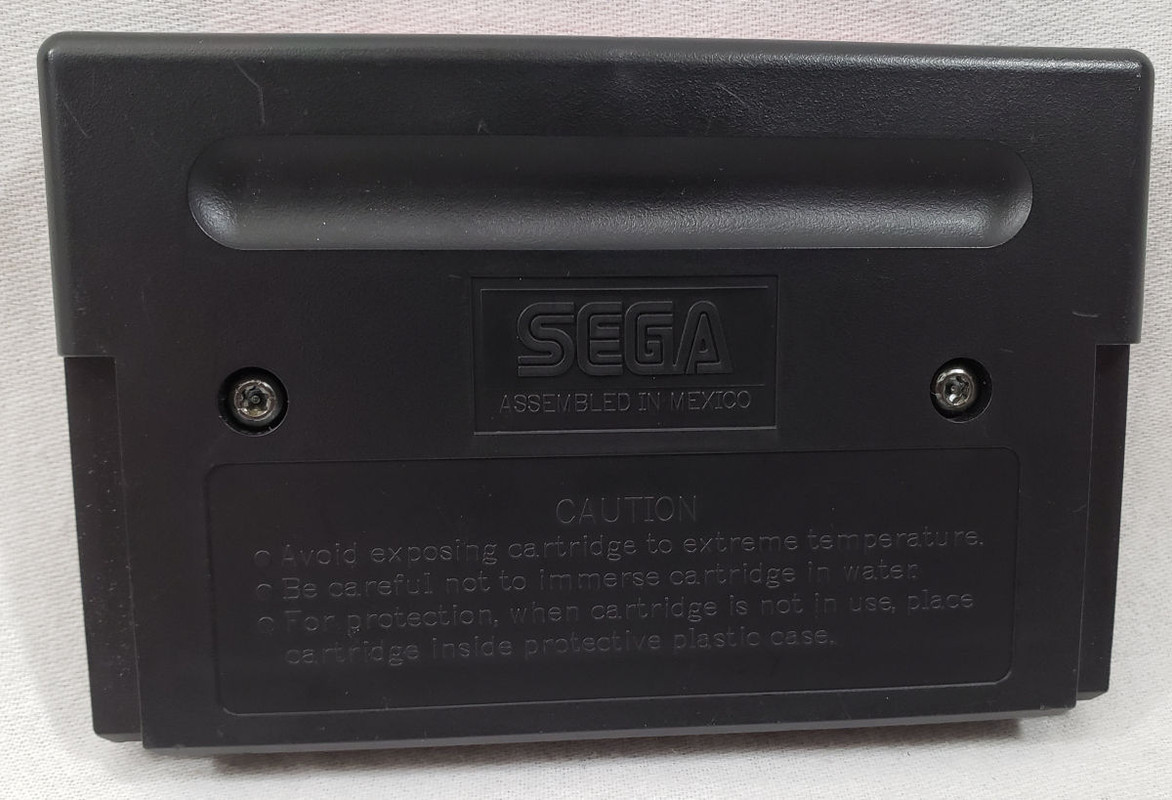 SEGA
ASSEMBLED IN MEXICO
CAUTION
● Avoid exposing cartridge to extreme temperature.
● Be careful not to immerse cartridge in water.
● For protection, when cartridge is not in use, place
cartridge inside protective plastic case.